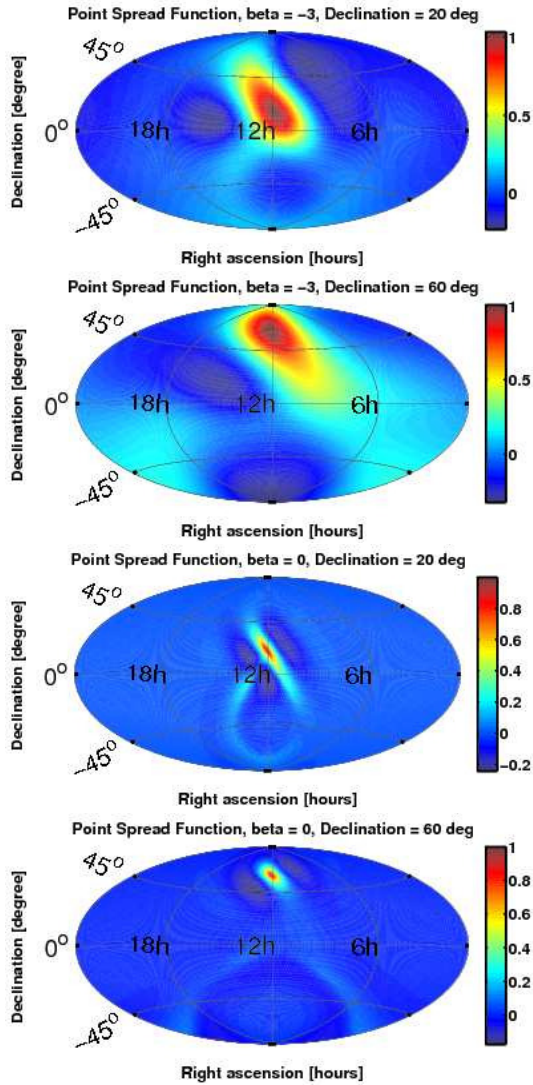 Point Spread Function, beta = −3, Declination = 20 deg
45°
Declination [degree]
0°
18h
12h
6h
−45°
1
0.5
0
Right ascension [hours]
Point Spread Function, beta = −3, Declination = 60 deg
45°
Declination [degree]
0°
18h
12h
6h
−45°
1
0.5
0
Right ascension [hours]
Point Spread Function, beta = 0, Declination = 20 deg
45°
Declination [degree]
0°
18h
12h
6h
−45°
0.8
0.6
0.4
0.2
0
−0.2
Right ascension [hours]
Point Spread Function, beta = 0, Declination = 60 deg
45°
Declination [degree]
0°
18h
12h
6h
−45°
1
0.8
0.6
0.4
0.2
0
Right ascension [hours]